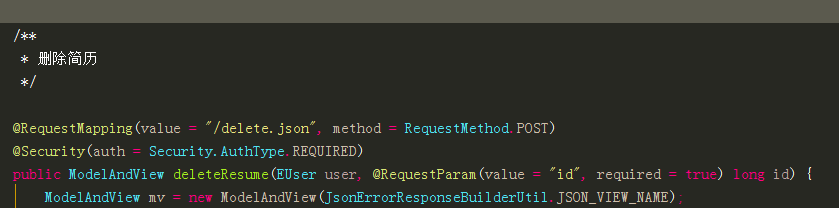 /**
 * 删除简历
 */
@RequestMapping(value = "/delete.json", method = RequestMethod.POST)
@Security(auth = Security.AuthType.REQUIRED)
public ModelAndView deleteResume(EUser user, @RequestParam(value = "id", required = true) long id) {
    ModelAndView mv = new ModelAndView(JsonErrorResponseBuilderUtil.JSON_VIEW_NAME);